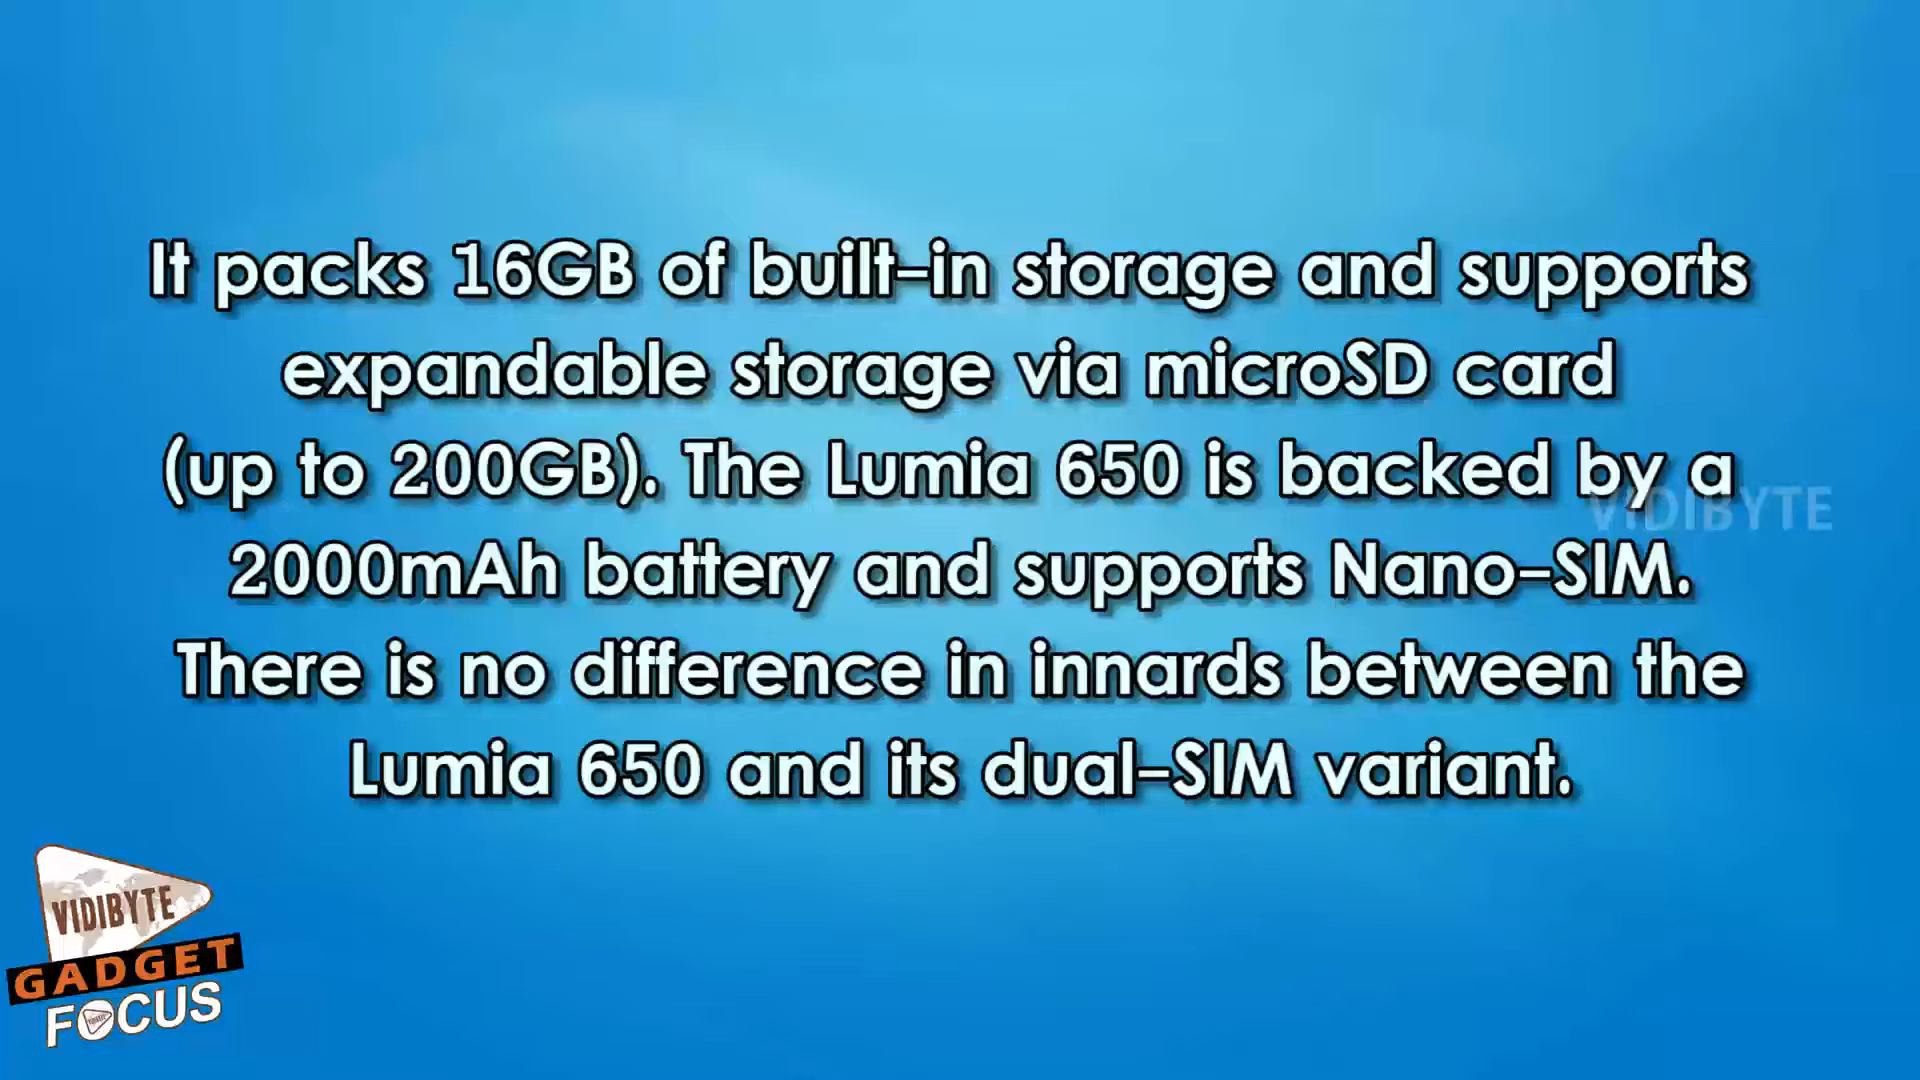 It packs 16GB of built-in storage and supports
expandable storage via microSD card
(up to 200GB). The Lumia 650 is backed by a
VIDIBYTE
2000mAh battery and supports Nano-SIM.
There is no difference in innards between the
Lumia 650 and its dual-SIM variant.
VIDIBYTE
GADGET
FOCUS